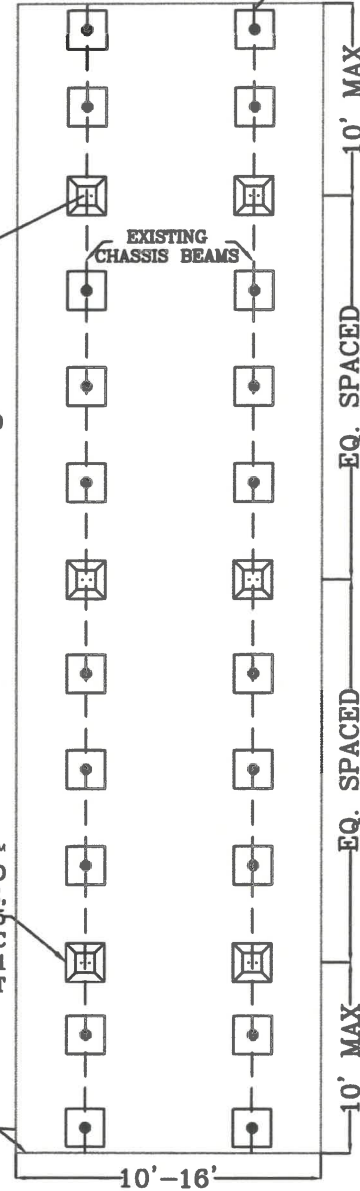 10' MAX
EXISTING
CHASSIS BEAMS
EQ. SPACED
EQ. SPACED
10' MAX
10'-16'